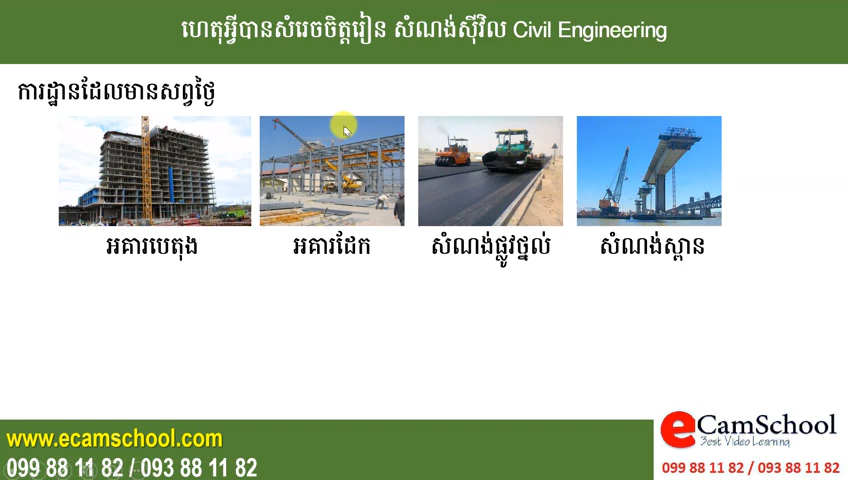 ហេតុអ្វីបានសំរេចចិត្តរៀន សំណង់ស៊ីវិល Civil Engineering
ការដ្ឋានដែលមានសព្វថ្ងៃ
អគារបេតុង
អគារដែក
សំណង់ផ្លូវថ្នល់
សំណង់ស្ពាន
www.ecamschool.com
099 88 11 82 / 093 88 11 82
eCamSchool
Best Video Learning
099 88 11 82 / 093 88 11 82